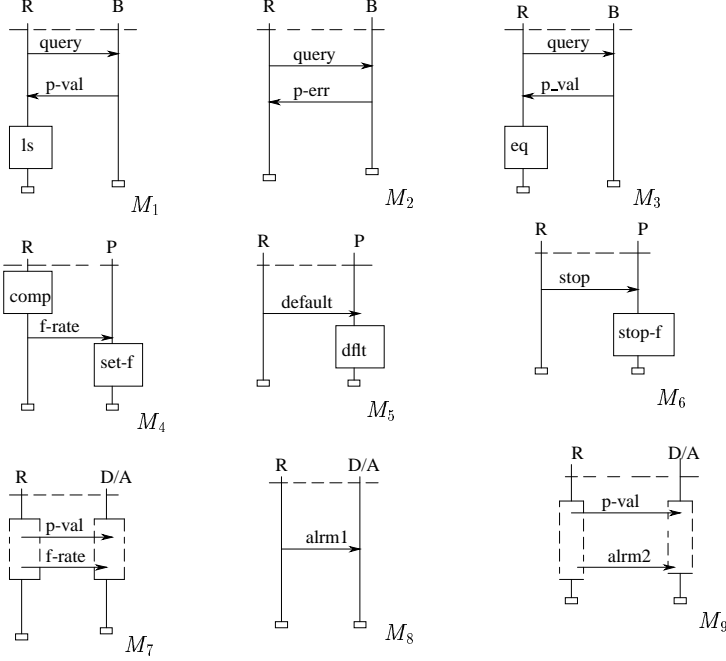 R B
query
p-val
ls
M1
R B
query
p-err
M2
R B
query
p_val
eq
M3
R P
comp
f-rate
set-f
M4
R P
default
dflt
M5
R P
stop
stop-f
M6
R D/A
p-val
f-rate
M7
R D/A
alrm1
M8
R D/A
p-val
alrm2
M9